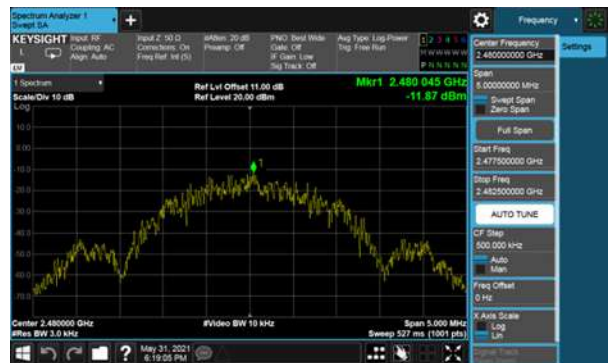 Spectrum Analyzer 1
Swept SA
+
Frequency
KEYSIGHT Input: RF Input Z: 50 Ω #Atten: 20 dB PNO: Best Wide Avg Type: Log-Power 1 2 3 4 5 6
L Coupling: AC Corrections: On Preamp: Off Gate: Off Trig: Free Run M W W W W W
Align: Auto Freq Ref: Int (S) IF Gain: Low P N N N N N
Sig Track: Off
Center Frequency
2.480000000 GHz
Settings
Span
5.00000000 MHz
Swept Span
Zero Span
Full Span
Start Freq
2.477500000 GHz
Stop Freq
2.482500000 GHz
AUTO TUNE
CF Step
500.000 kHz
Auto
Man
Freq Offset
0 Hz
X Axis Scale
Log
Lin
Signal Track
1 Spectrum
Ref Lvl Offset 11.00 dB
Mkr1 2.480 045 GHz
Scale/Div 10 dB
Ref Level 20.00 dBm
-11.87 dBm
Log
10.0
0.00
-10.0
-20.0
-30.0
-40.0
-50.0
-60.0
-70.0
1
Center 2.480000 GHz
#Video BW 10 kHz
Span 5.000 MHz
#Res BW 3.0 kHz
Sweep 527 ms (1001 pts)
?
May 31, 2021
6:19:05 PM